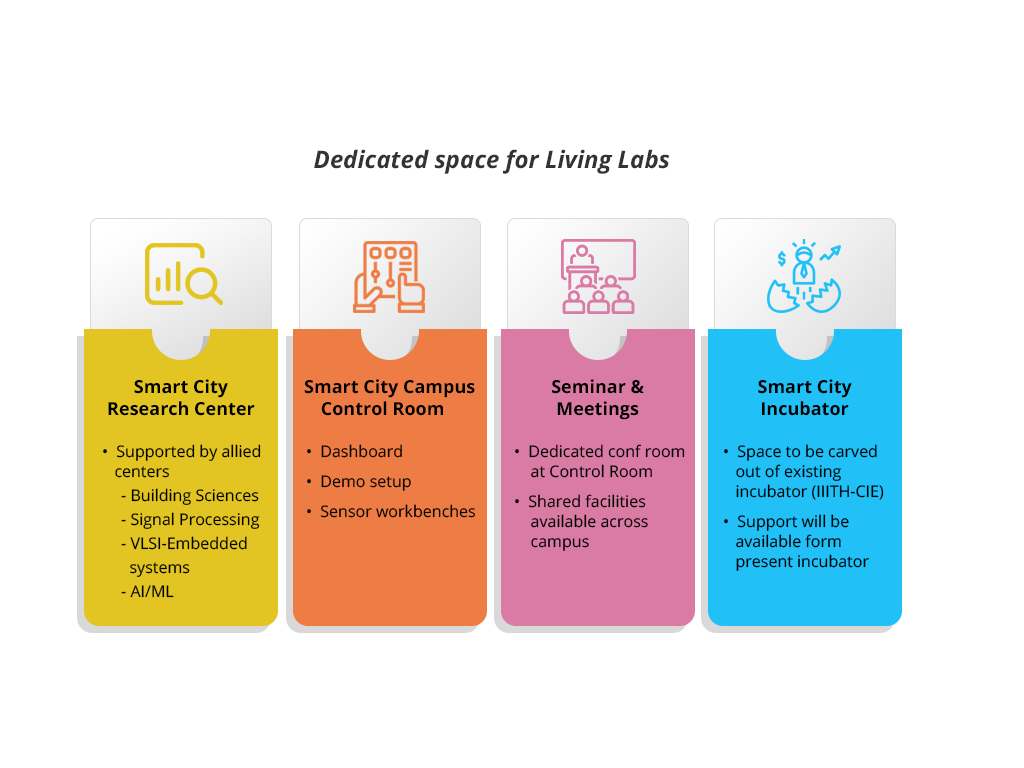 Dedicated space for Living Labs
Smart City
Research Center
• Supported by allied
centers
- Building Sciences
- Signal Processing
- VLSI-Embedded
systems
- AI/ML
Smart City Campus
Control Room
• Dashboard
• Demo setup
• Sensor workbenches
Seminar &
Meetings
• Dedicated conf room
at Control Room
• Shared facilities
available across
campus
$
Smart City
Incubator
• Space to be carved
out of existing
incubator (IIITH-CIE)
• Support will be
available form
present incubator